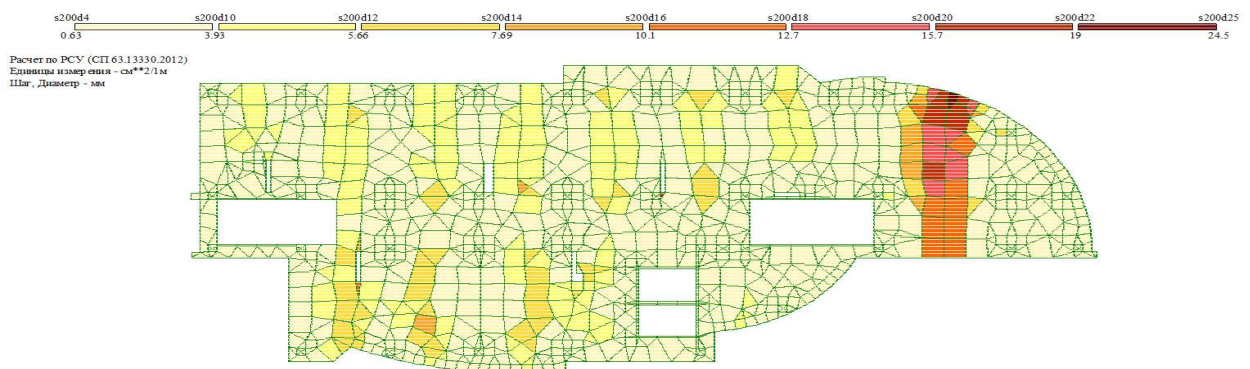 s200d4 s200d10 s200d12 s200d14 s200d16 s200d18 s200d20 s200d22 s200d25
0.63 3.93 5.66 7.69 10.1 12.7 15.7 19 24.5
Расчет по РСУ (СП 63.13330.2012)
Единицы измерения - см**2/1м
Шаг, Диаметр - мм